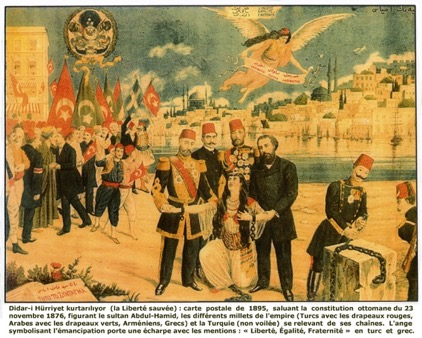 Didar-i Hürriyet kurtarılıyor (la Liberté sauvée) : carte postale de 1895, saluant la constitution ottomane du 23
novembre 1876, figurant le sultan Abdul-Hamid, les différents millets de l'empire (Turcs avec les drapeaux rouges,
Arabes avec les drapeaux verts, Arméniens, Grecs) et la Turquie (non voilée) se relevant de ses chaînes. L'ange
symbolisant l'émancipation porte une écharpe avec les mentions : « Liberté, Égalité, Fraternité » en turc et grec.